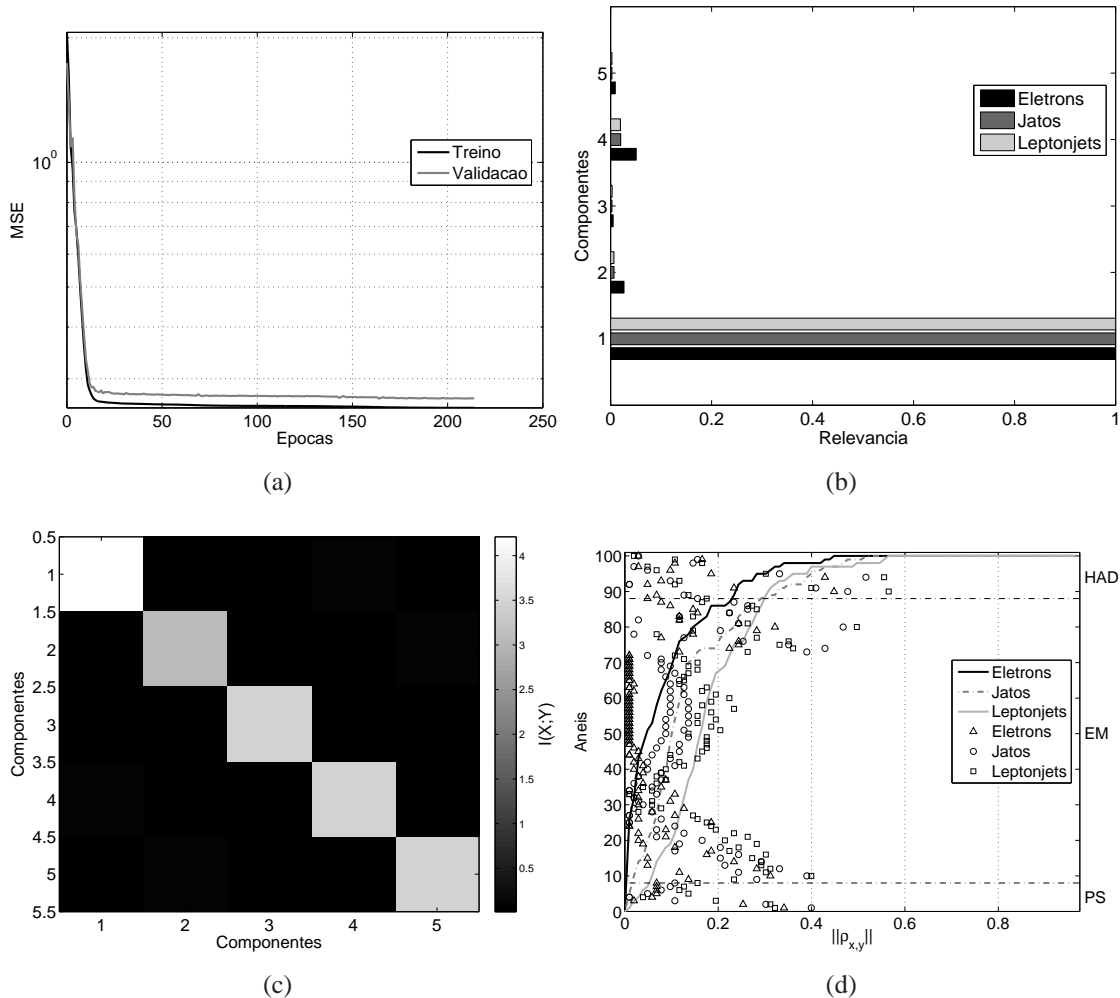 MSE
10^0
Treino
Validacao
0 50 100 150 200 250
Epocas
(a)
Componentes
5
4
3
2
1
Eletrons
Jatos
Leptonjets
0 0.2 0.4 0.6 0.8 1
Relevancia
(b)
Componentes
0.5
1
1.5
2
2.5
3
3.5
4
4.5
5
5.5
1 2 3 4 5
Componentes
4
3.5
3
2.5
2
1.5
1
0.5
I(X;Y)
(c)
Aneis
100
90
80
70
60
50
40
30
20
10
0
HAD
EM
PS
Eletrons
Jatos
Leptonjets
Eletrons
Jatos
Leptonjets
0 0.2 0.4 0.6 0.8
||ρx,y||
(d)